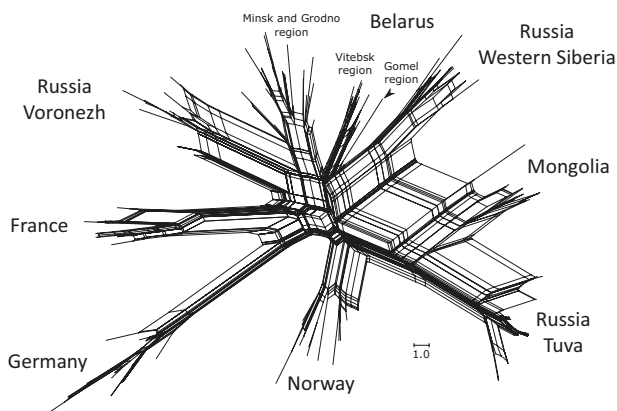 Minsk and Grodno
region
Belarus
Vitebsk
region
Gomel
region
Russia
Western Siberia
Russia
Voronezh
Mongolia
France
Russia
Tuva
1.0
Germany
Norway